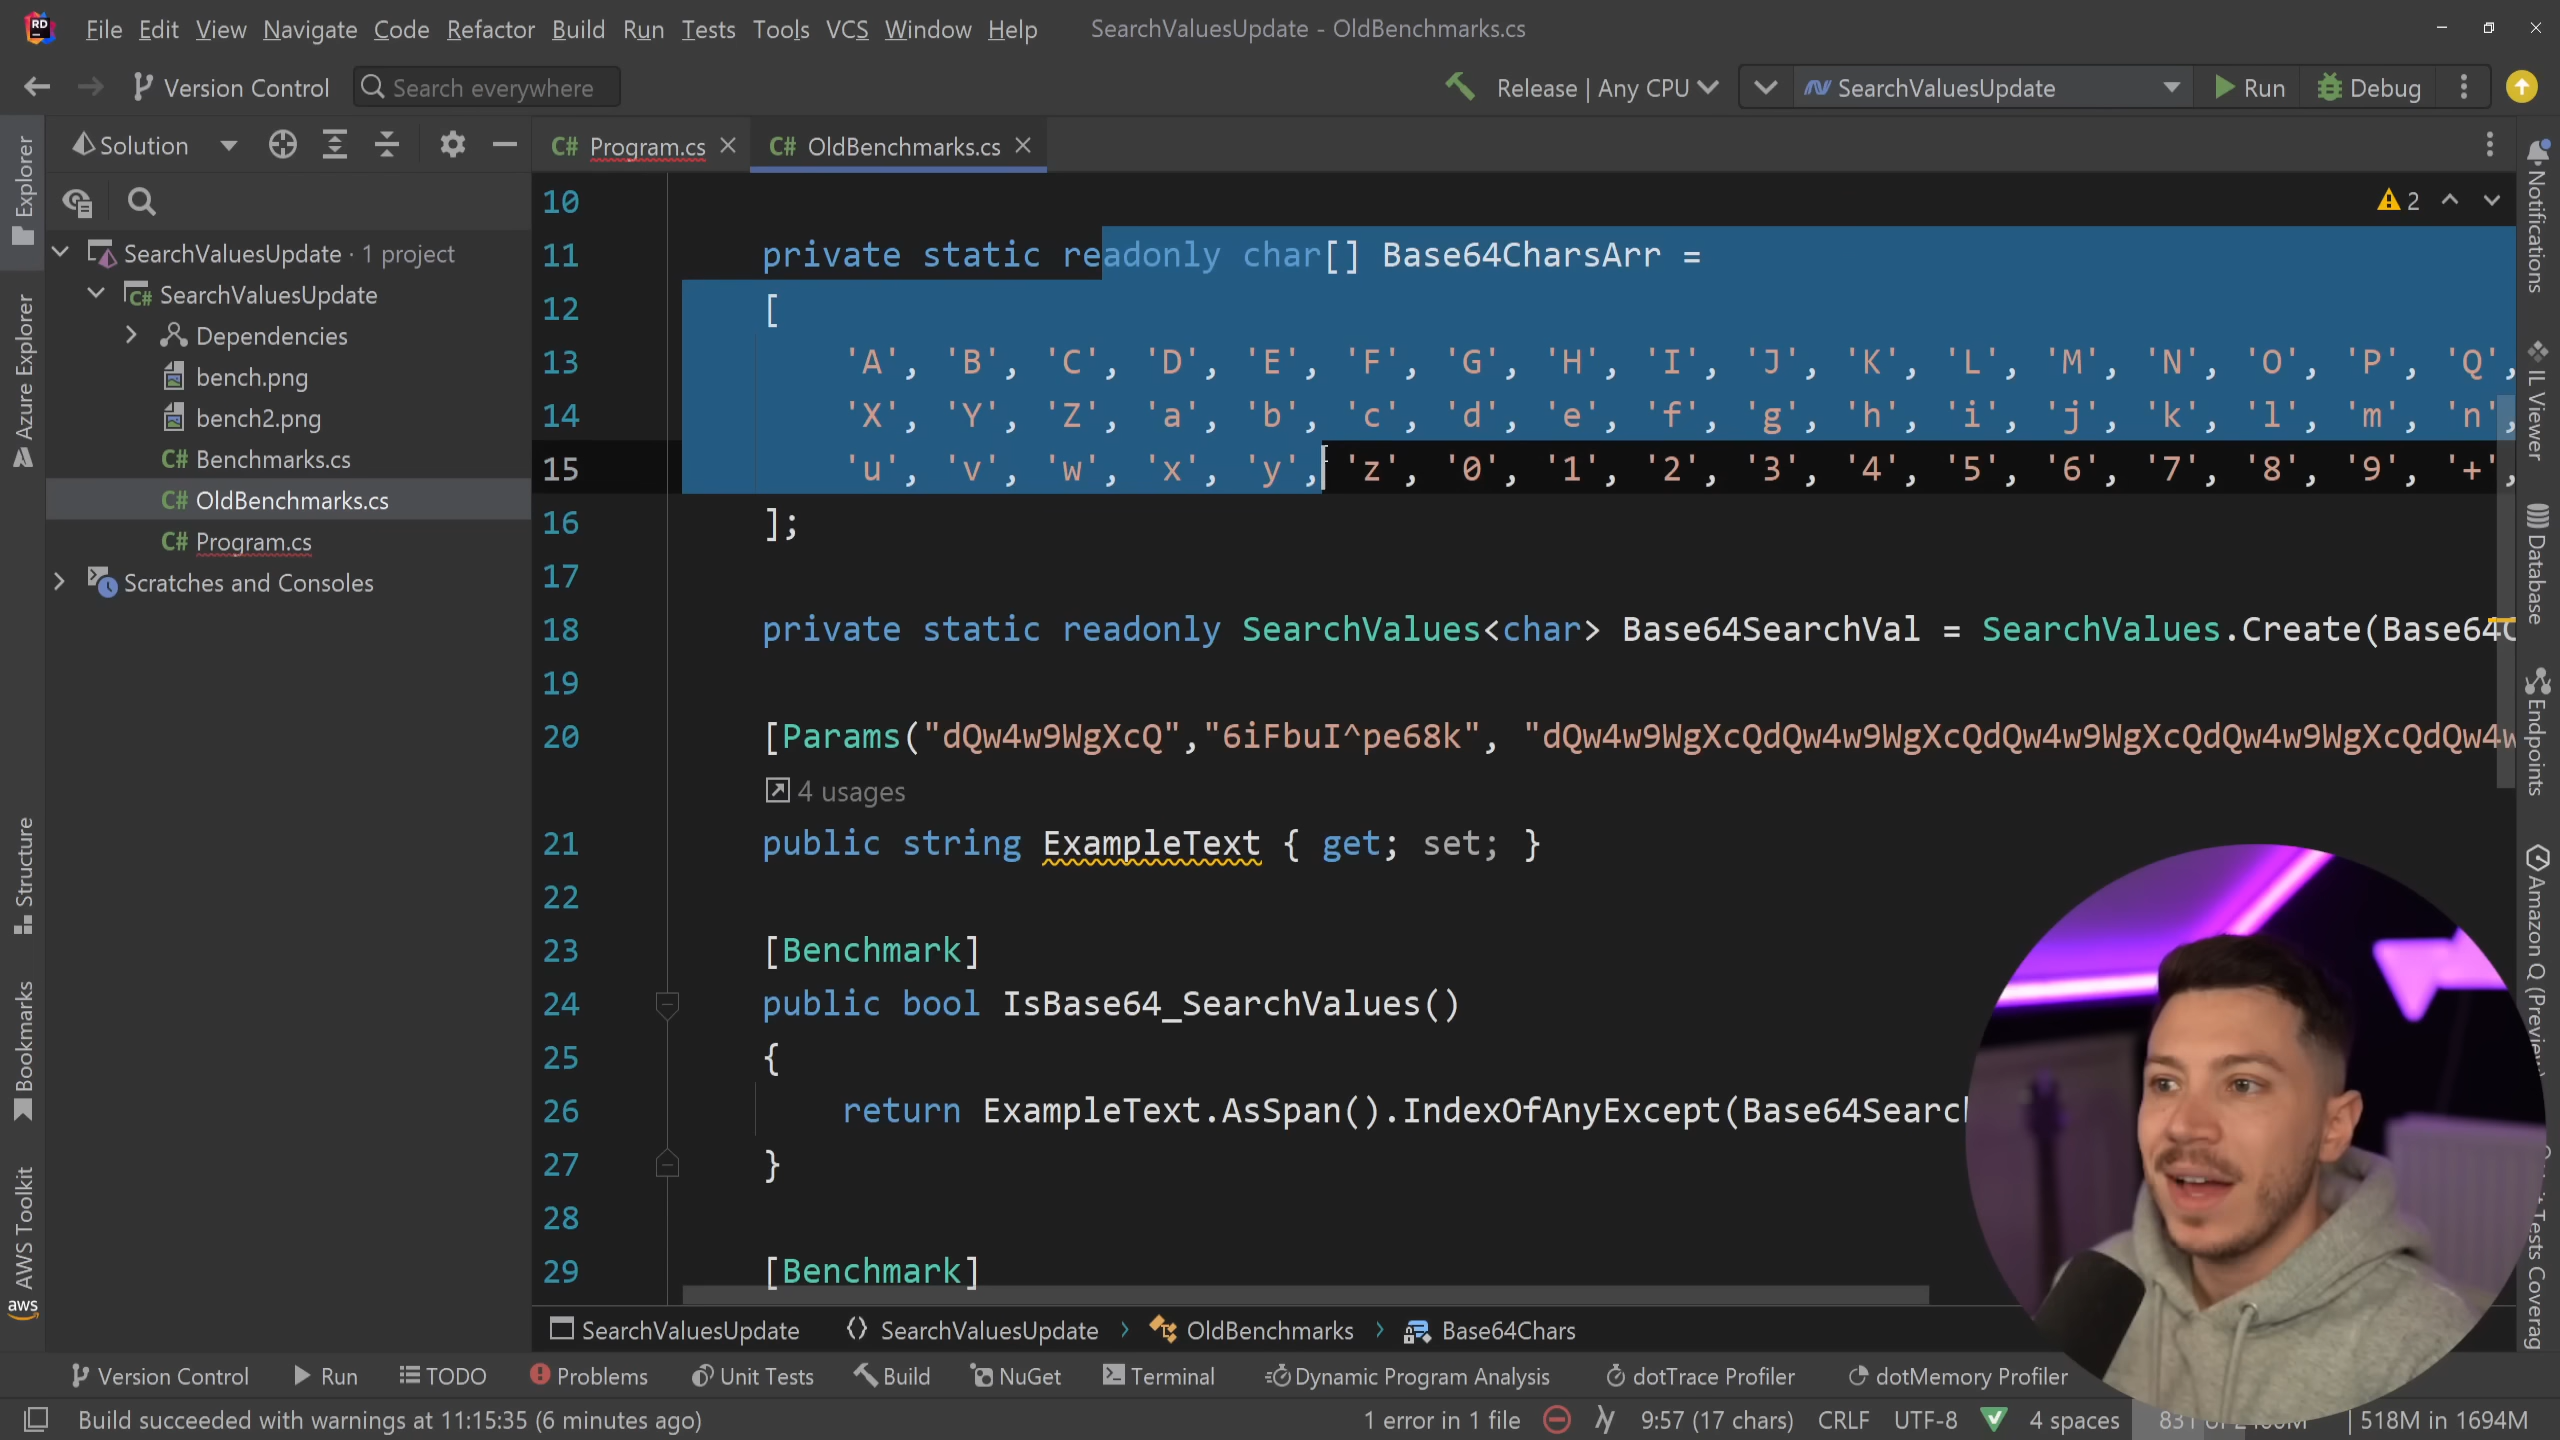 File Edit View Navigate Code Refactor Build Run Tests Tools VCS Window Help SearchValuesUpdate - OldBenchmarks.cs
Version Control Search everywhere Release | Any CPU SearchValuesUpdate Run Debug
Solution
C# Program.cs C# OldBenchmarks.cs
SearchValuesUpdate · 1 project
C# SearchValuesUpdate
Dependencies
bench.png
bench2.png
C# Benchmarks.cs
C# OldBenchmarks.cs
C# Program.cs
Scratches and Consoles
Explorer
Azure Explorer
Structure
Bookmarks
AWS Toolkit
aws
2
10
11 private static readonly char[] Base64CharsArr =
12 [
13 'A', 'B', 'C', 'D', 'E', 'F', 'G', 'H', 'I', 'J', 'K', 'L', 'M', 'N', 'O', 'P', 'Q',
14 'X', 'Y', 'Z', 'a', 'b', 'c', 'd', 'e', 'f', 'g', 'h', 'i', 'j', 'k', 'l', 'm', 'n',
15 'u', 'v', 'w', 'x', 'y', 'z', '0', '1', '2', '3', '4', '5', '6', '7', '8', '9', '+',
16 ];
17
18 private static readonly SearchValues<char> Base64SearchVal = SearchValues.Create(Base64C
19
20 [Params("dQw4w9WgXcQ","6iFbuI^pe68k", "dQw4w9WgXcQdQw4w9WgXcQdQw4w9WgXcQdQw4w9WgXcQdQw4w
4 usages
21 public string ExampleText { get; set; }
22
23 [Benchmark]
24 public bool IsBase64_SearchValues()
25 {
26 return ExampleText.AsSpan().IndexOfAnyExcept(Base64Searc
27 }
28
29 [Benchmark]
Notifications
IL Viewer
Database
Endpoints
Amazon Q (Preview)
Tests Coverag
SearchValuesUpdate SearchValuesUpdate OldBenchmarks Base64Chars
Version Control Run TODO Problems Unit Tests Build NuGet Terminal Dynamic Program Analysis dotTrace Profiler dotMemory Profiler
Build succeeded with warnings at 11:15:35 (6 minutes ago) 1 error in 1 file 9:57 (17 chars) CRLF UTF-8 4 spaces 518M in 1694M